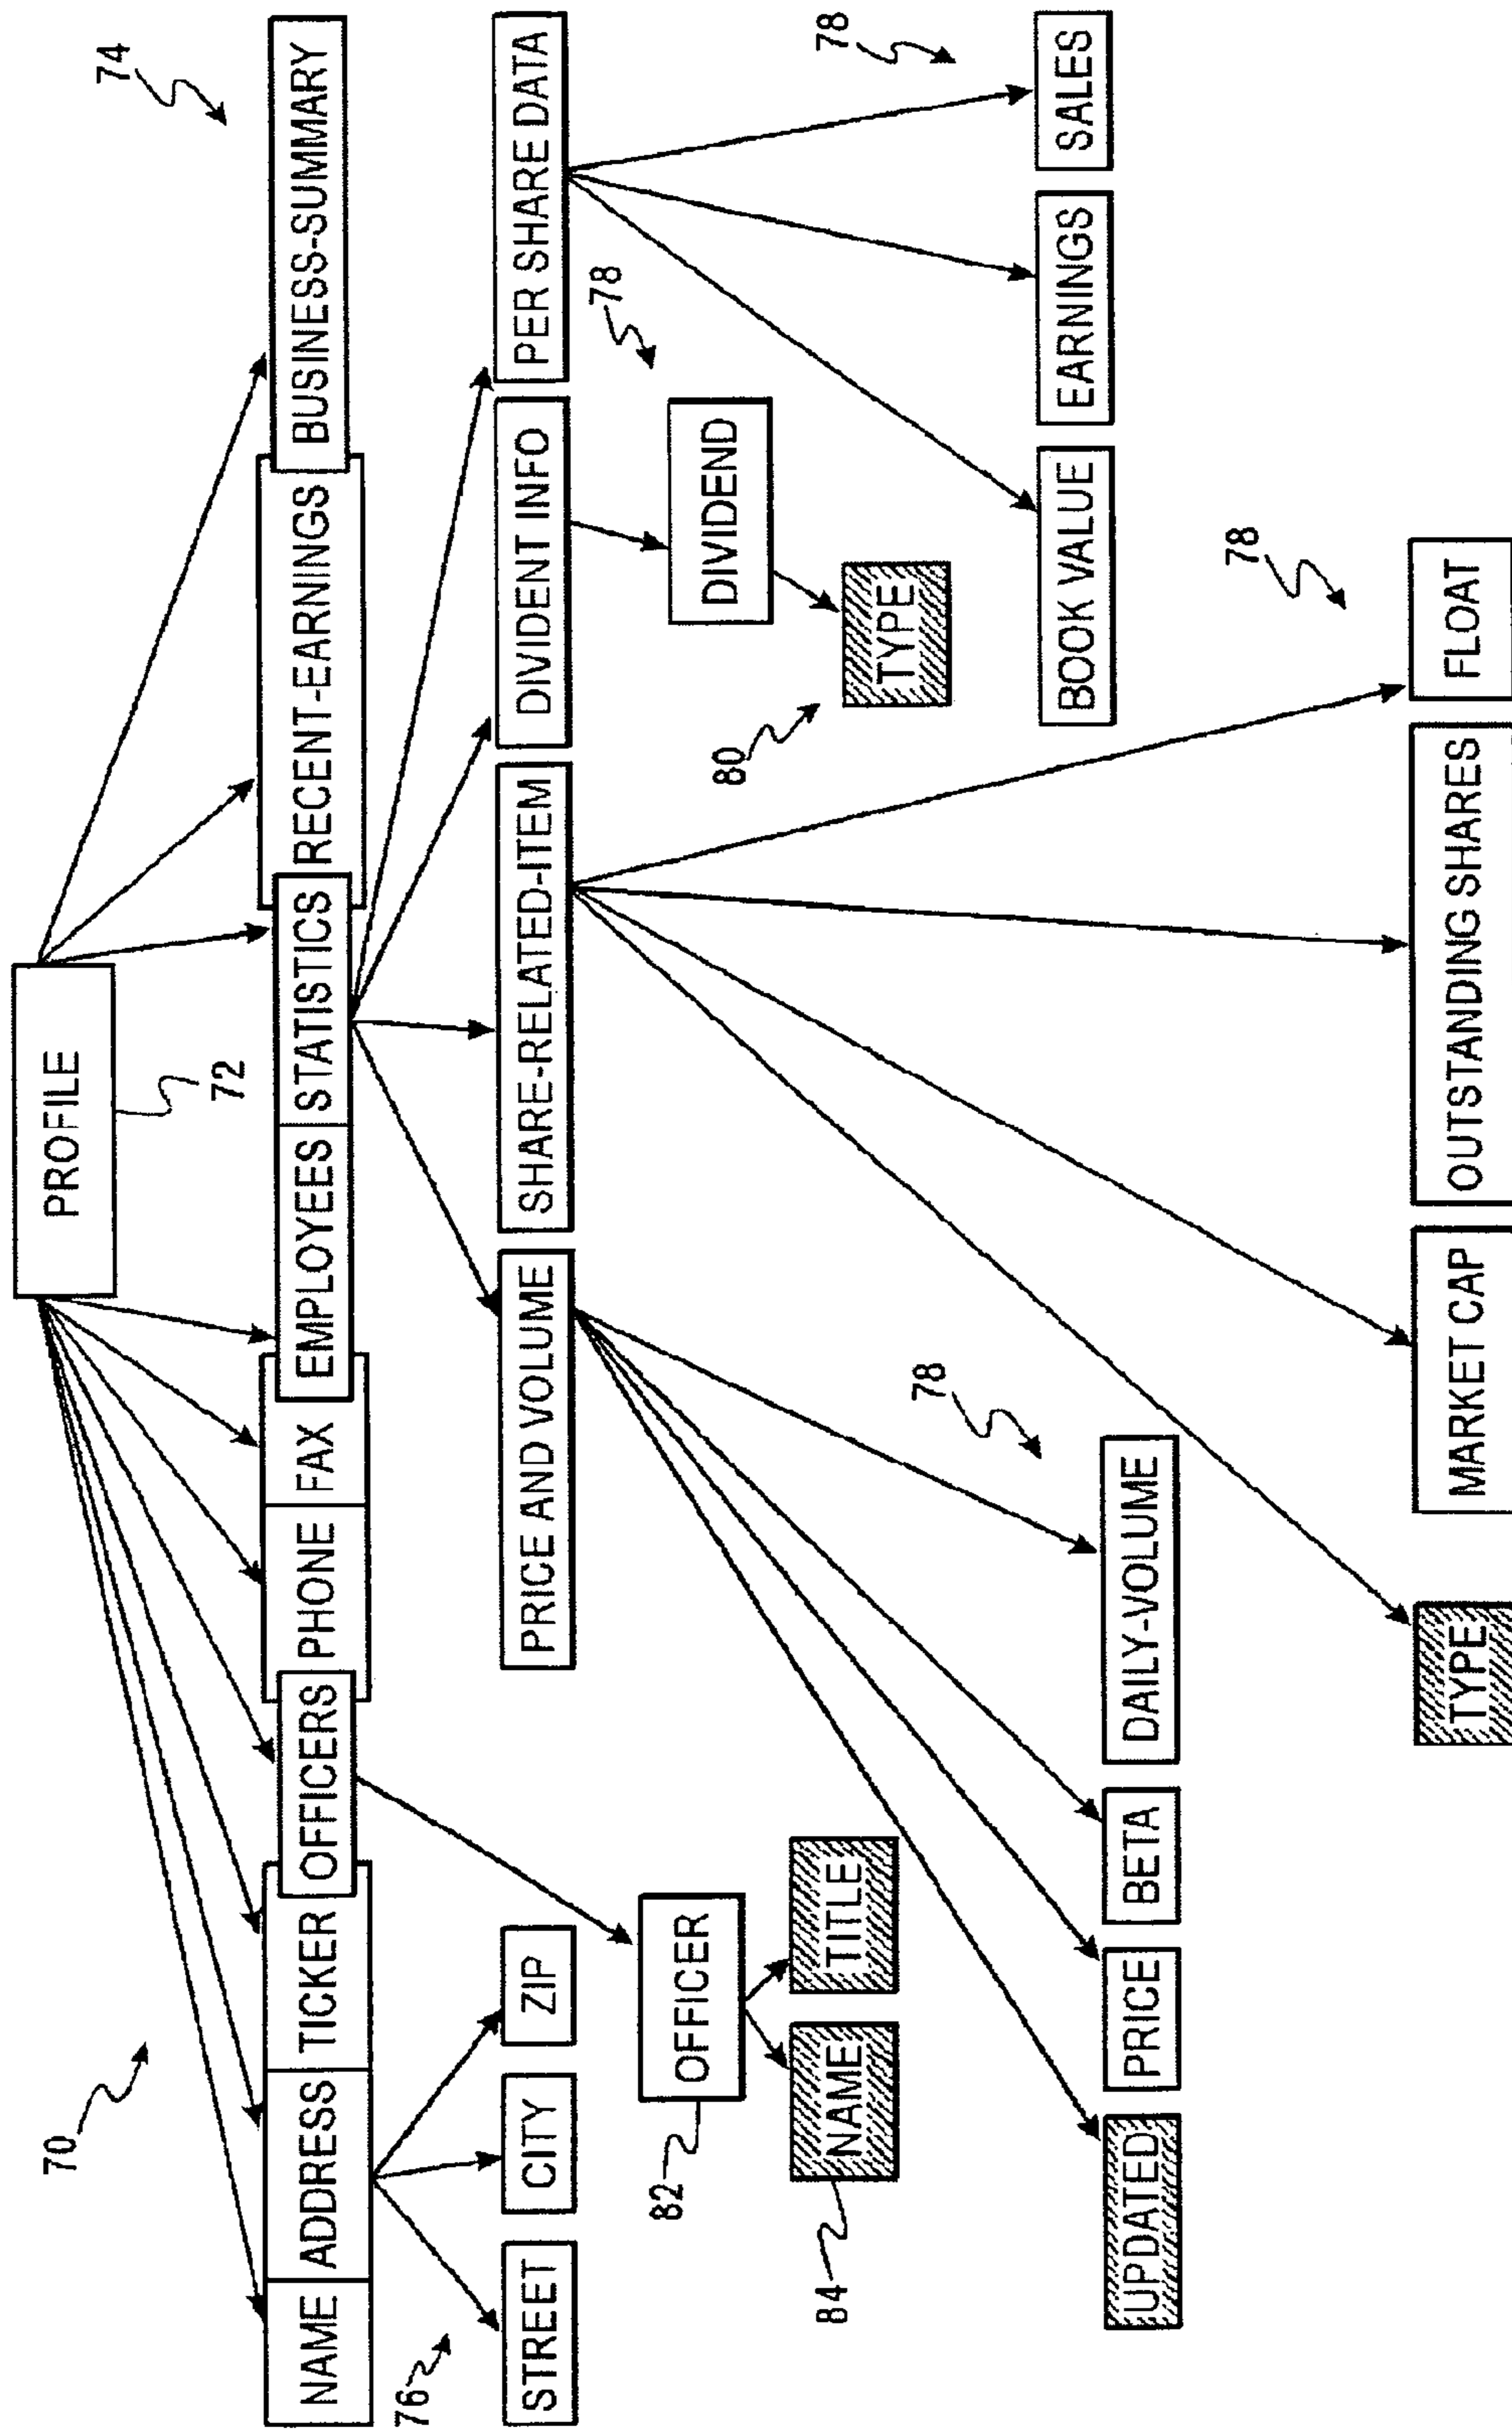 PROFILE
72
70
74
NAME
ADDRESS
TICKER
OFFICERS
PHONE
FAX
EMPLOYEES
STATISTICS
RECENT-EARNINGS
BUSINESS-SUMMARY
76
STREET
CITY
ZIP
PRICE AND VOLUME
SHARE-RELATED-ITEM
DIVIDENT INFO
PER SHARE DATA
82
OFFICER
78
DIVIDEND
84
NAME
TITLE
80
TYPE
78
BOOK VALUE
EARNINGS
SALES
78
UPDATED
PRICE
BETA
DAILY-VOLUME
78
TYPE
MARKET CAP
OUTSTANDING SHARES
FLOAT